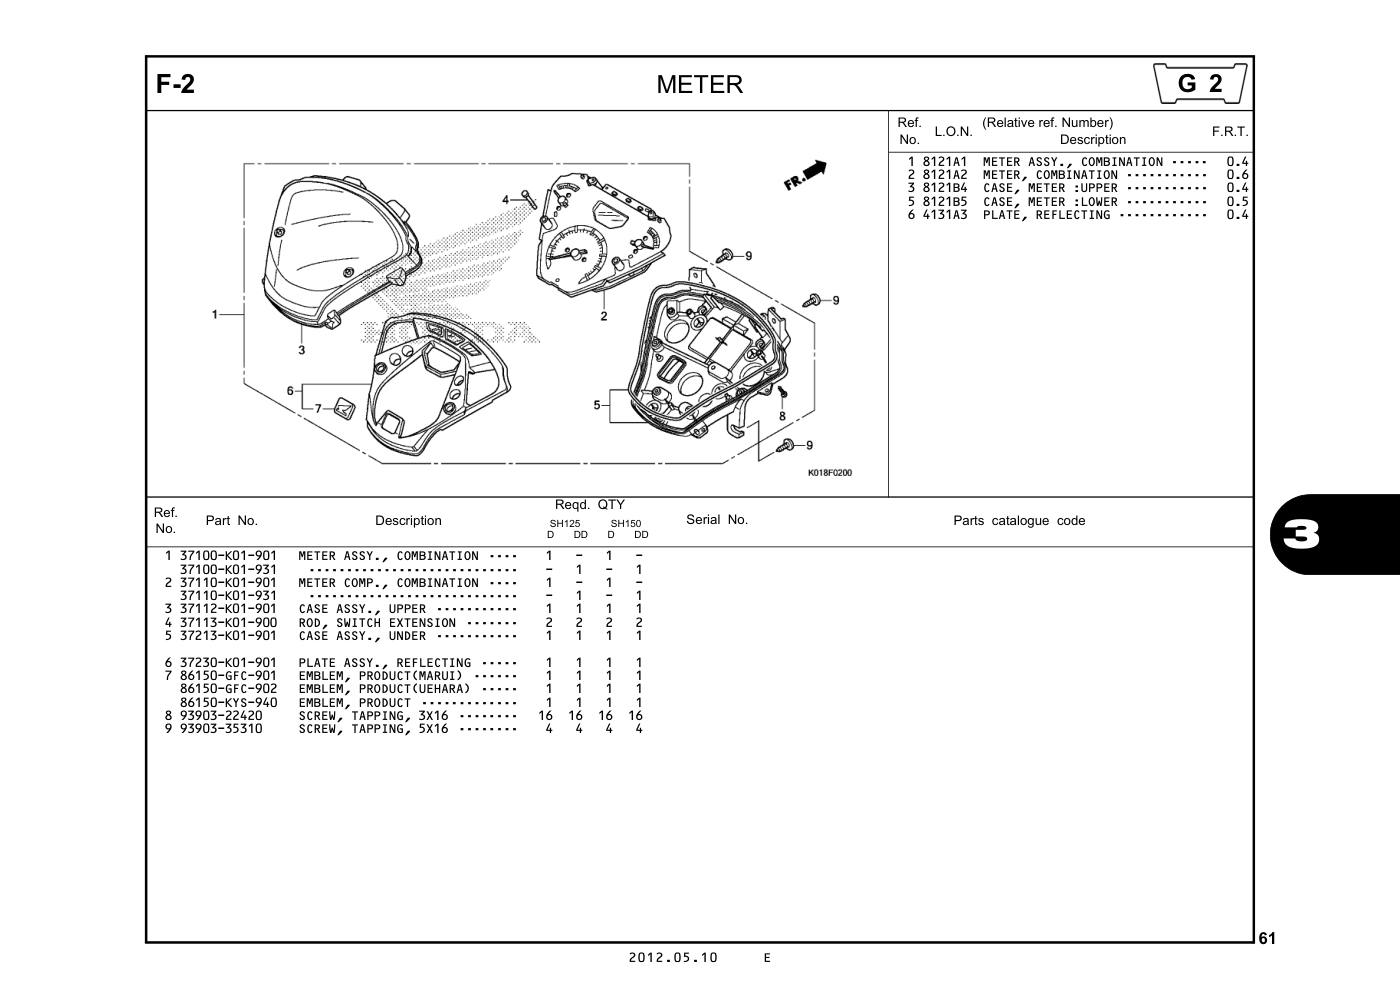 F-2 METER G 2
Ref. No. L.O.N. (Relative ref. Number) Description F.R.T.
1 8121A1 METER ASSY., COMBINATION ····· 0.4
2 8121A2 METER, COMBINATION ··········· 0.6
3 8121B4 CASE, METER :UPPER ·········· 0.4
5 8121B5 CASE, METER :LOWER ·········· 0.5
6 4131A3 PLATE, REFLECTING ··········· 0.4
FR.
HONDA
4
9
9
1
2
3
6
7
5
8
9
K018F0200
Ref. No. Part No. Description Reqd. QTY Serial No. Parts catalogue code
SH125 SH150
D DD D DD
1 37100-K01-901 METER ASSY., COMBINATION ···· 1 – 1 –
37100-K01-931 ·························· – 1 – 1
2 37110-K01-901 METER COMP., COMBINATION ···· 1 – 1 –
37110-K01-931 ·························· – 1 – 1
3 37112-K01-901 CASE ASSY., UPPER ··········· 1 1 1 1
4 37113-K01-900 ROD, SWITCH EXTENSION ······· 2 2 2 2
5 37213-K01-901 CASE ASSY., UNDER ··········· 1 1 1 1
6 37230-K01-901 PLATE ASSY., REFLECTING ····· 1 1 1 1
7 86150-GFC-901 EMBLEM, PRODUCT(MARUI) ······ 1 1 1 1
86150-GFC-902 EMBLEM, PRODUCT(UEHARA) ····· 1 1 1 1
86150-KYS-940 EMBLEM, PRODUCT ············· 1 1 1 1
8 93903-22420 SCREW, TAPPING, 3X16 ········ 16 16 16 16
9 93903-35310 SCREW, TAPPING, 5X16 ········ 4 4 4 4
3
61
2012.05.10 E